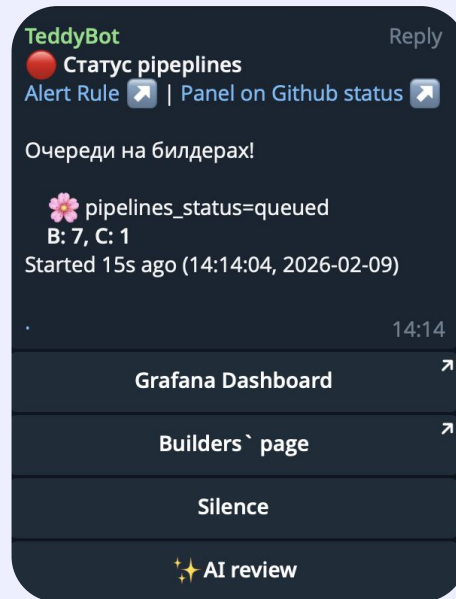 TeddyBot Reply
🔴 Статус pipeplines
Alert Rule ↗️ | Panel on Github status ↗️
Очереди на билдерах!
🌸 pipelines_status=queued
B: 7, C: 1
Started 15s ago (14:14:04, 2026-02-09)
. 14:14
Grafana Dashboard
Builders` page
Silence
✨ AI review